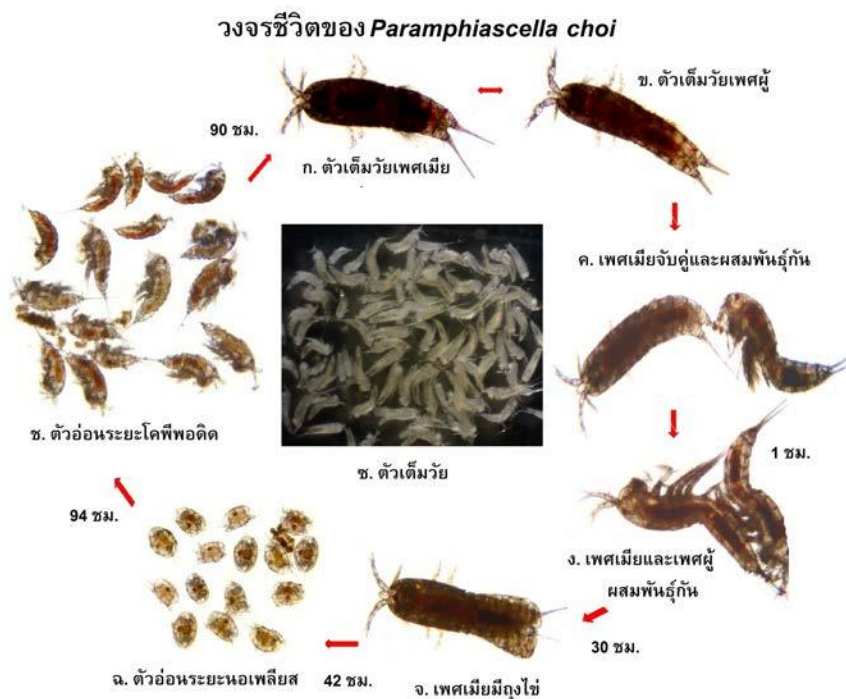 วงจรชีวิตของ Paramphiascella choi
ข. ตัวเต็มวัยเพศผู้
90 ชม.
ก. ตัวเต็มวัยเพศเมีย
ค. เพศเมียจับคู่และผสมพันธุ์กัน
ช. ตัวอ่อนระยะโคพีพอดิด
ซ. ตัวเต็มวัย
1 ชม.
94 ชม.
ง. เพศเมียและเพศผู้
ผสมพันธุ์กัน
30 ชม.
ฉ. ตัวอ่อนระยะนอเพลียส
42 ชม.
จ. เพศเมียมีถุงไข่